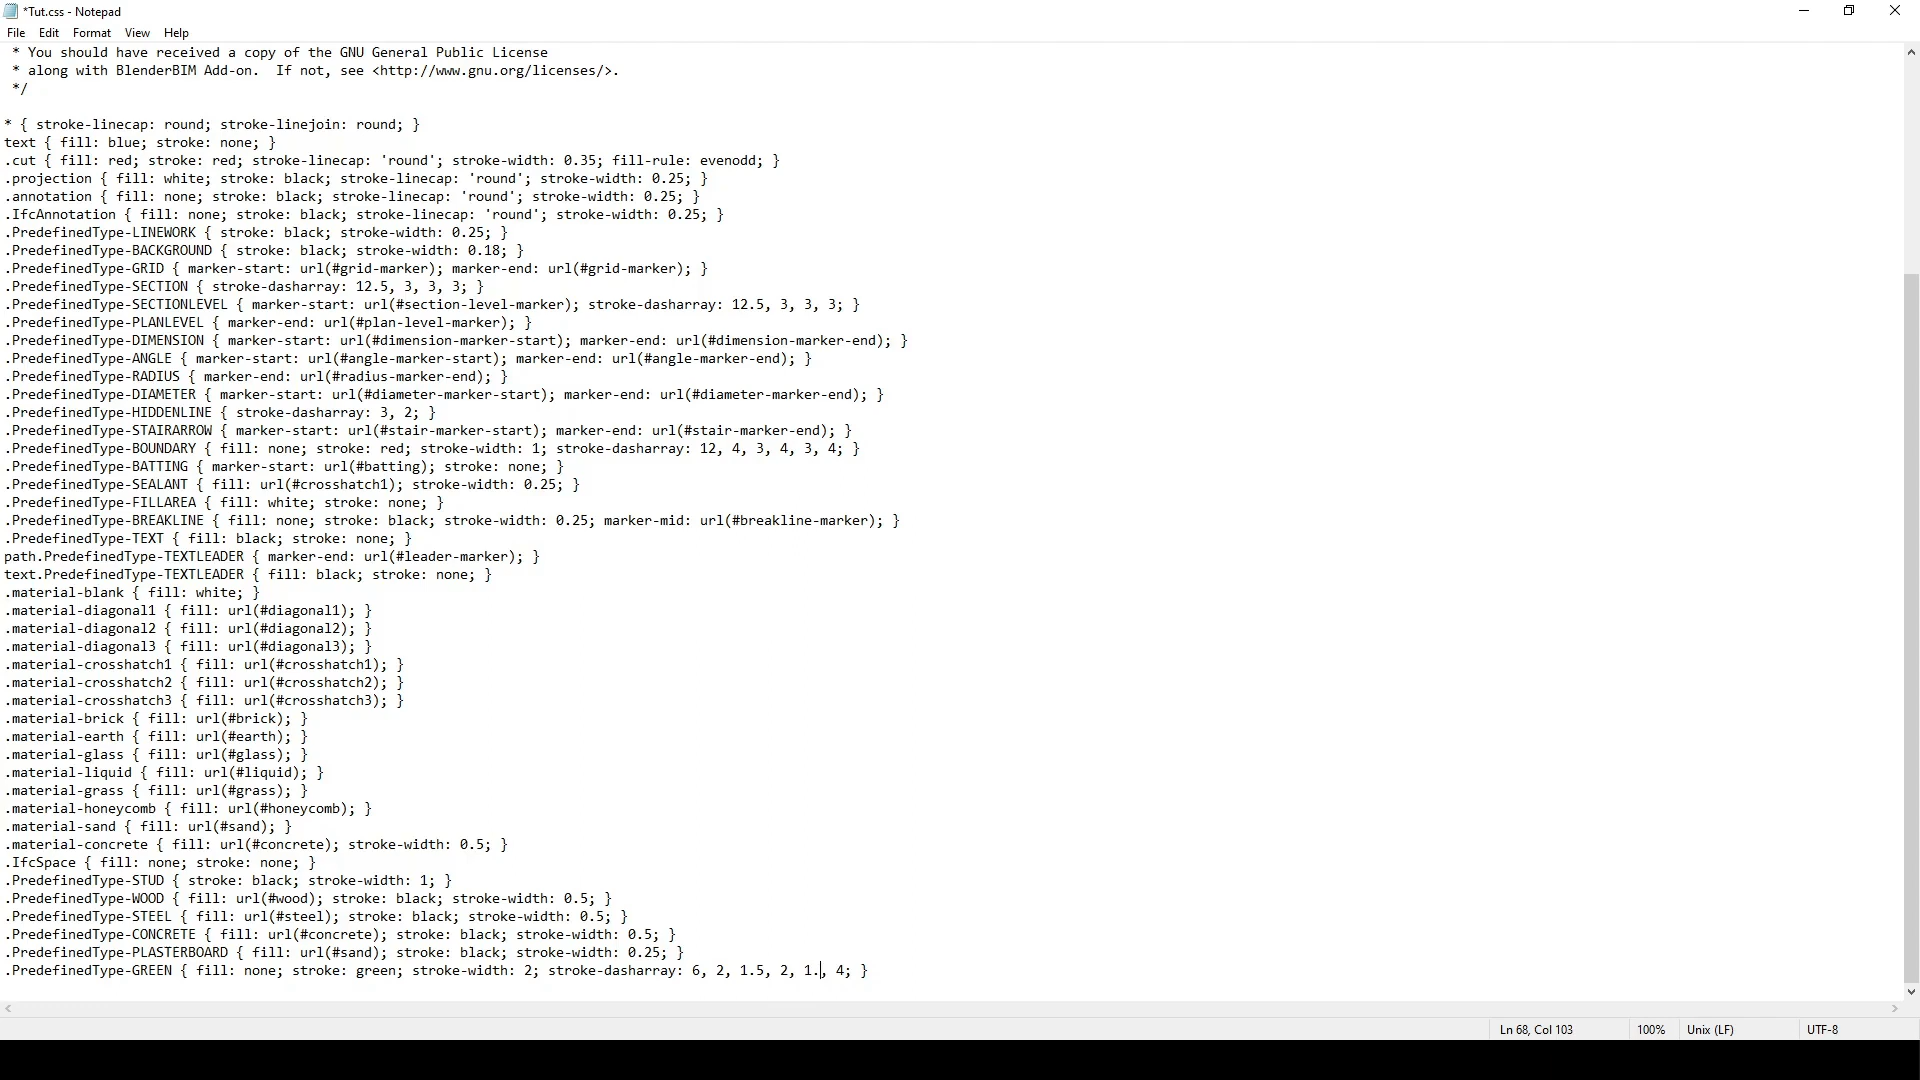 *Tut.css - Notepad
File Edit Format View Help
* You should have received a copy of the GNU General Public License
* along with BlenderBIM Add-on.  If not, see <http://www.gnu.org/licenses/>.
*/
* { stroke-linecap: round; stroke-linejoin: round; }
text { fill: blue; stroke: none; }
.cut { fill: red; stroke: red; stroke-linecap: 'round'; stroke-width: 0.35; fill-rule: evenodd; }
.projection { fill: white; stroke: black; stroke-linecap: 'round'; stroke-width: 0.25; }
.annotation { fill: none; stroke: black; stroke-linecap: 'round'; stroke-width: 0.25; }
.IfcAnnotation { fill: none; stroke: black; stroke-linecap: 'round'; stroke-width: 0.25; }
.PredefinedType-LINEWORK { stroke: black; stroke-width: 0.25; }
.PredefinedType-BACKGROUND { stroke: black; stroke-width: 0.18; }
.PredefinedType-GRID { marker-start: url(#grid-marker); marker-end: url(#grid-marker); }
.PredefinedType-SECTION { stroke-dasharray: 12.5, 3, 3, 3; }
.PredefinedType-SECTIONLEVEL { marker-start: url(#section-level-marker); stroke-dasharray: 12.5, 3, 3, 3; }
.PredefinedType-PLANLEVEL { marker-end: url(#plan-level-marker); }
.PredefinedType-DIMENSION { marker-start: url(#dimension-marker-start); marker-end: url(#dimension-marker-end); }
.PredefinedType-ANGLE { marker-start: url(#angle-marker-start); marker-end: url(#angle-marker-end); }
.PredefinedType-RADIUS { marker-end: url(#radius-marker-end); }
.PredefinedType-DIAMETER { marker-start: url(#diameter-marker-start); marker-end: url(#diameter-marker-end); }
.PredefinedType-HIDDENLINE { stroke-dasharray: 3, 2; }
.PredefinedType-STAIRARROW { marker-start: url(#stair-marker-start); marker-end: url(#stair-marker-end); }
.PredefinedType-BOUNDARY { fill: none; stroke: red; stroke-width: 1; stroke-dasharray: 12, 4, 3, 4, 3, 4; }
.PredefinedType-BATTING { marker-start: url(#batting); stroke: none; }
.PredefinedType-SEALANT { fill: url(#crosshatch1); stroke-width: 0.25; }
.PredefinedType-FILLAREA { fill: white; stroke: none; }
.PredefinedType-BREAKLINE { fill: none; stroke: black; stroke-width: 0.25; marker-mid: url(#breakline-marker); }
.PredefinedType-TEXT { fill: black; stroke: none; }
path.PredefinedType-TEXTLEADER { marker-end: url(#leader-marker); }
text.PredefinedType-TEXTLEADER { fill: black; stroke: none; }
.material-blank { fill: white; }
.material-diagonal1 { fill: url(#diagonal1); }
.material-diagonal2 { fill: url(#diagonal2); }
.material-diagonal3 { fill: url(#diagonal3); }
.material-crosshatch1 { fill: url(#crosshatch1); }
.material-crosshatch2 { fill: url(#crosshatch2); }
.material-crosshatch3 { fill: url(#crosshatch3); }
.material-brick { fill: url(#brick); }
.material-earth { fill: url(#earth); }
.material-glass { fill: url(#glass); }
.material-liquid { fill: url(#liquid); }
.material-grass { fill: url(#grass); }
.material-honeycomb { fill: url(#honeycomb); }
.material-sand { fill: url(#sand); }
.material-concrete { fill: url(#concrete); stroke-width: 0.5; }
.IfcSpace { fill: none; stroke: none; }
.PredefinedType-STUD { stroke: black; stroke-width: 1; }
.PredefinedType-WOOD { fill: url(#wood); stroke: black; stroke-width: 0.5; }
.PredefinedType-STEEL { fill: url(#steel); stroke: black; stroke-width: 0.5; }
.PredefinedType-CONCRETE { fill: url(#concrete); stroke: black; stroke-width: 0.5; }
.PredefinedType-PLASTERBOARD { fill: url(#sand); stroke: black; stroke-width: 0.25; }
.PredefinedType-GREEN { fill: none; stroke: green; stroke-width: 2; stroke-dasharray: 6, 2, 1.5, 2, 1., 4; }
Ln 68, Col 103 100% Unix (LF) UTF-8